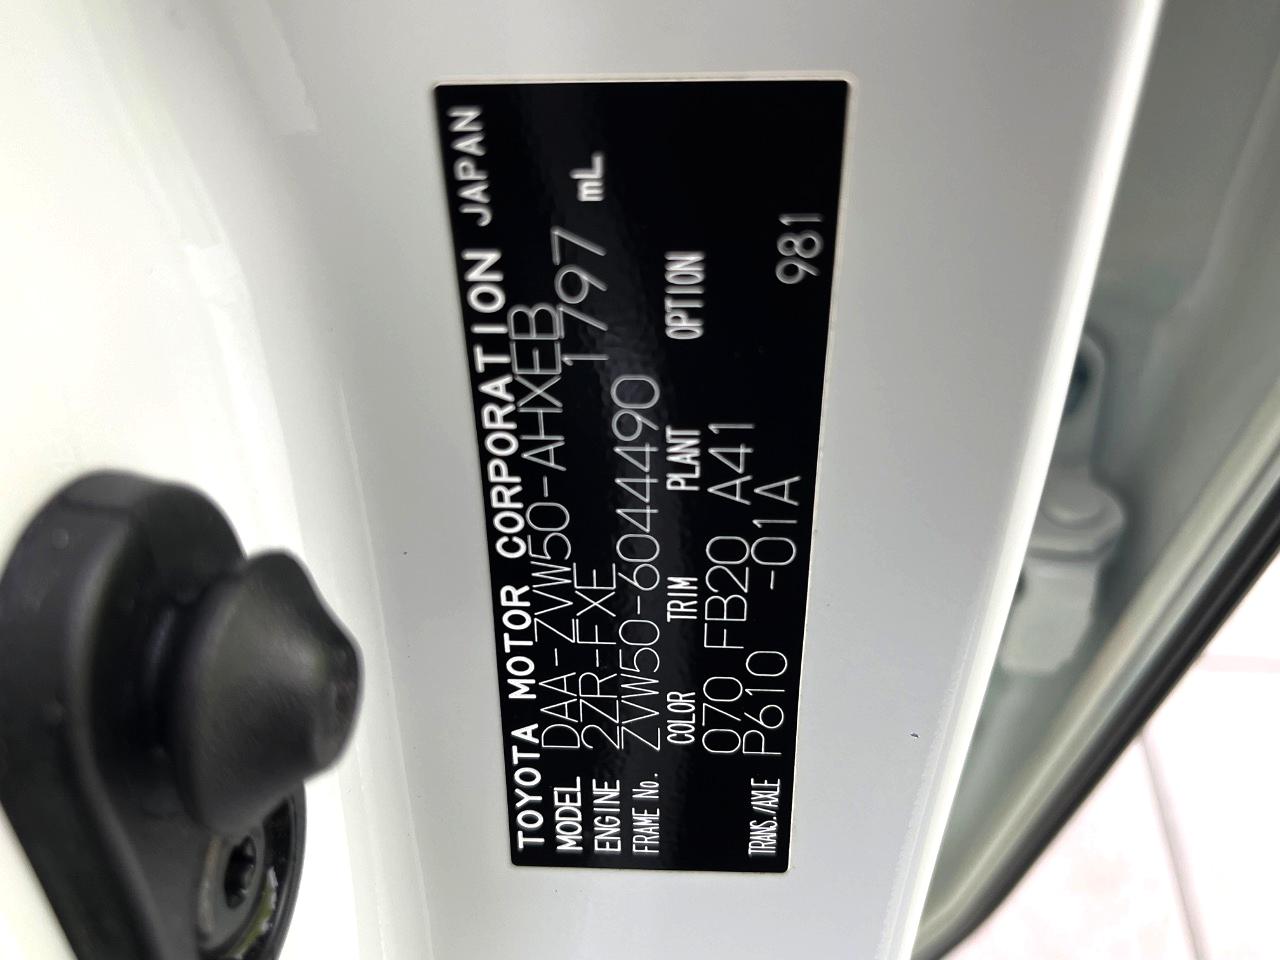 TOYOTA MOTOR CORPORATION JAPAN
MODEL DAA-ZVW50-AHXEB
ENGINE 2ZR-FXE 1797 mL
FRAME No. ZVW50-6044490
COLOR TRIM PLANT OPTION
070 FB20 A41
TRANS./AXLE P610 -01A 981